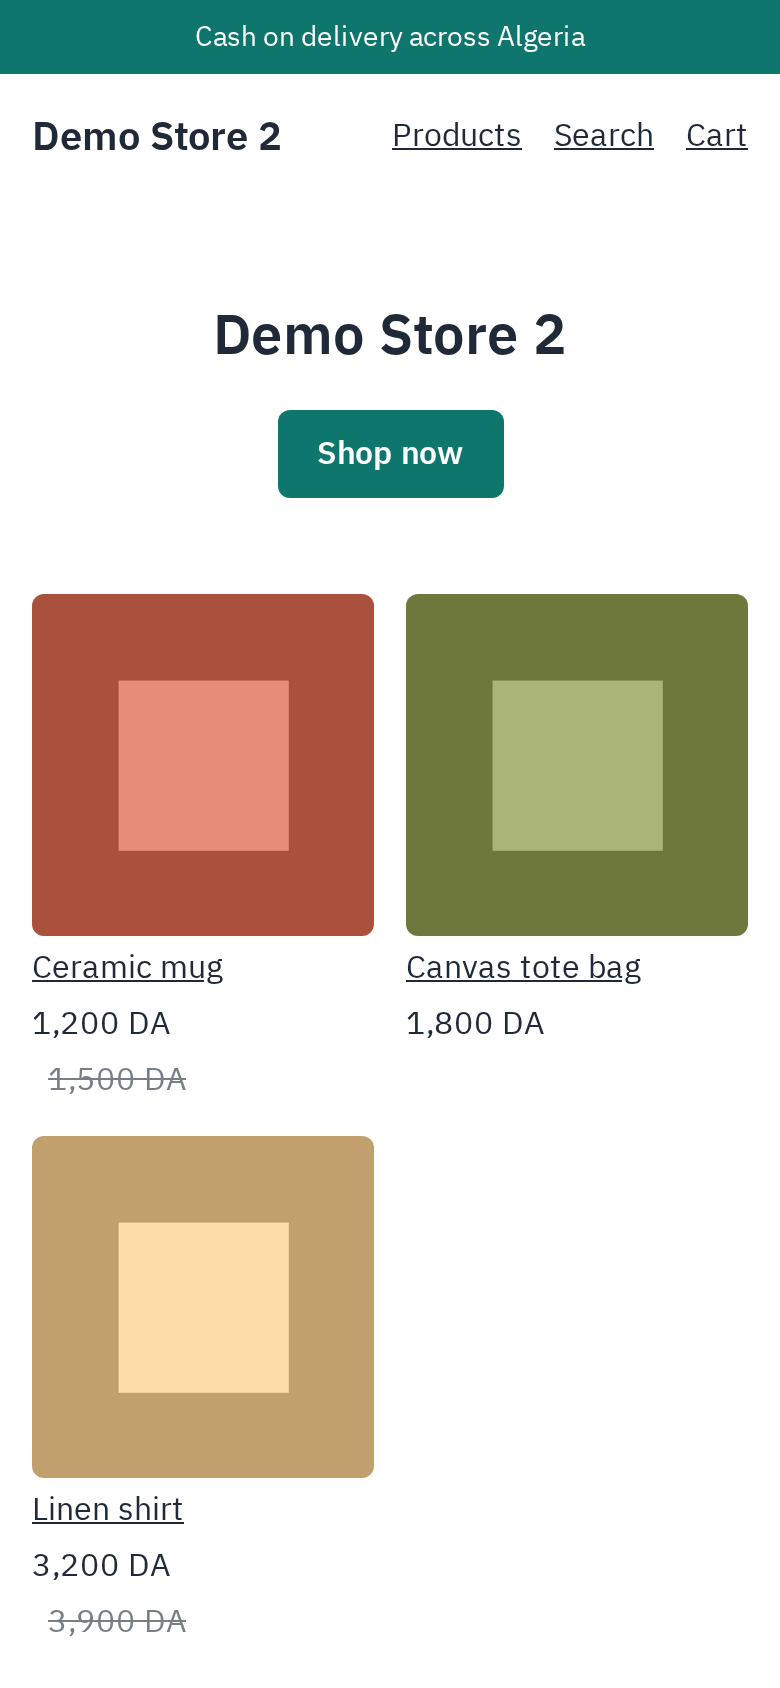 Cash on delivery across Algeria
Demo Store 2 Products Search Cart
Demo Store 2
Shop now
Ceramic mug
1,200 DA
1,500 DA
Canvas tote bag
1,800 DA
Linen shirt
3,200 DA
3,900 DA